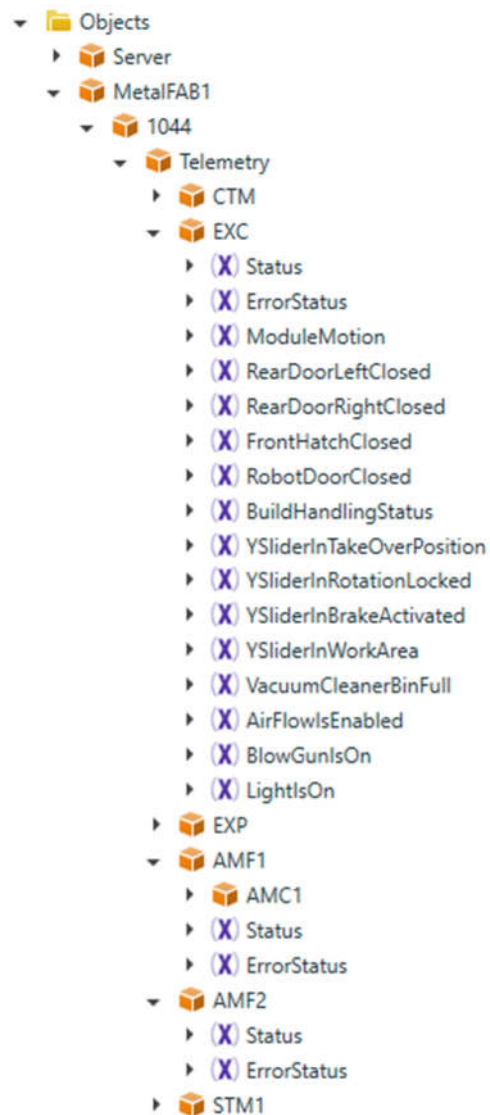 Objects
Server
MetalFAB1
1044
Telemetry
CTM
EXC
(X) Status
(X) ErrorStatus
(X) ModuleMotion
(X) RearDoorLeftClosed
(X) RearDoorRightClosed
(X) FrontHatchClosed
(X) RobotDoorClosed
(X) BuildHandlingStatus
(X) YSliderInTakeOverPosition
(X) YSliderInRotationLocked
(X) YSliderInBrakeActivated
(X) YSliderInWorkArea
(X) VacuumCleanerBinFull
(X) AirFlowIsEnabled
(X) BlowGunIsOn
(X) LightIsOn
EXP
AMF1
AMC1
(X) Status
(X) ErrorStatus
AMF2
(X) Status
(X) ErrorStatus
STM1